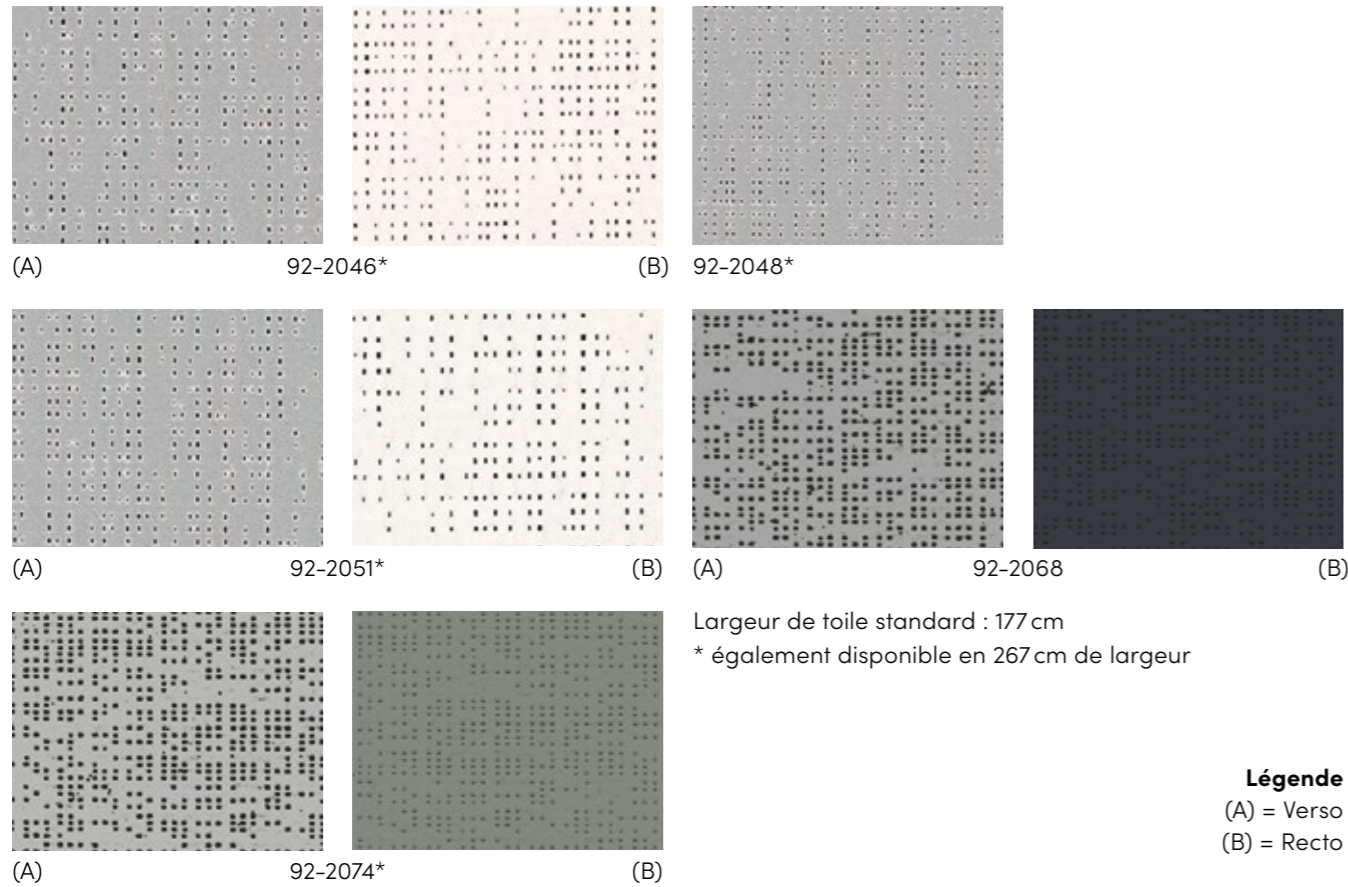 (A) 92-2046* (B) 92-2048*
(A) 92-2051* (B) (A) 92-2068 (B)
Largeur de toile standard : 177 cm
* également disponible en 267 cm de largeur
Légende
(A) = Verso
(B) = Recto
(A) 92-2074* (B)